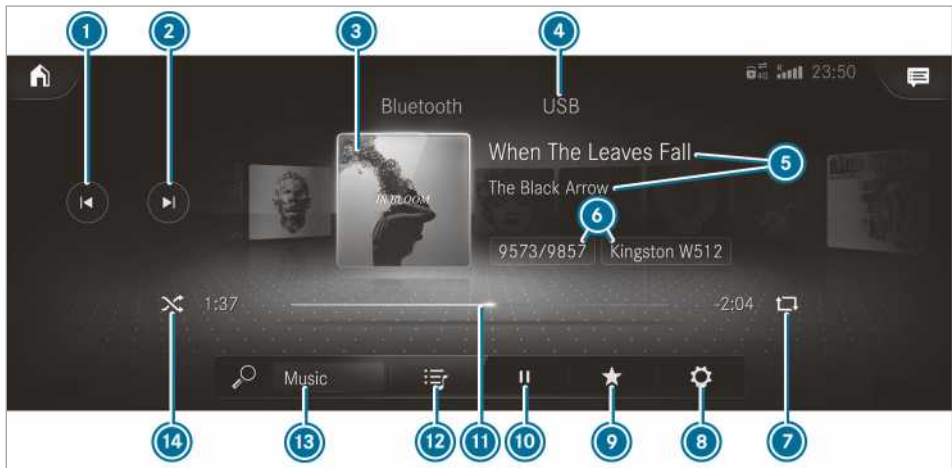 1 2 3 4
4G 23:50
Bluetooth USB
When The Leaves Fall 5
The Black Arrow
IN BLOOM
6
9573/9857 Kingston W512
1:37 -2:04
Music
14 13 12 11 10 9 8 7